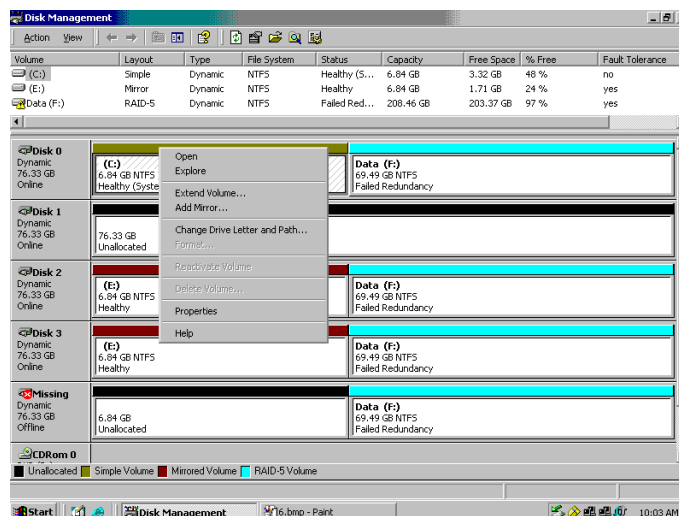 Disk Management
Action View
Volume Layout Type File System Status Capacity Free Space % Free Fault Tolerance
(C:) Simple Dynamic NTFS Healthy (S... 6.84 GB 3.32 GB 48 % no
(E:) Mirror Dynamic NTFS Healthy 6.84 GB 1.71 GB 24 % yes
Data (F:) RAID-5 Dynamic NTFS Failed Red... 208.46 GB 203.37 GB 97 % yes
Disk 0
Dynamic
76.33 GB
Online
(C:)
6.84 GB NTFS
Healthy (Syste
Data (F:)
69.49 GB NTFS
Failed Redundancy
Open
Explore
Extend Volume...
Add Mirror...
Change Drive Letter and Path...
Format...
Reactivate Volume
Delete Volume...
Properties
Help
Disk 1
Dynamic
76.33 GB
Online
76.33 GB
Unallocated
Disk 2
Dynamic
76.33 GB
Online
(E:)
6.84 GB NTFS
Healthy
Data (F:)
69.49 GB NTFS
Failed Redundancy
Disk 3
Dynamic
76.33 GB
Online
(E:)
6.84 GB NTFS
Healthy
Data (F:)
69.49 GB NTFS
Failed Redundancy
Missing
Dynamic
76.33 GB
Offline
6.84 GB
Unallocated
Data (F:)
69.49 GB NTFS
Failed Redundancy
CDRom 0
Unallocated Simple Volume Mirrored Volume RAID-5 Volume
Start Disk Management 16.bmp - Paint 10:03 AM